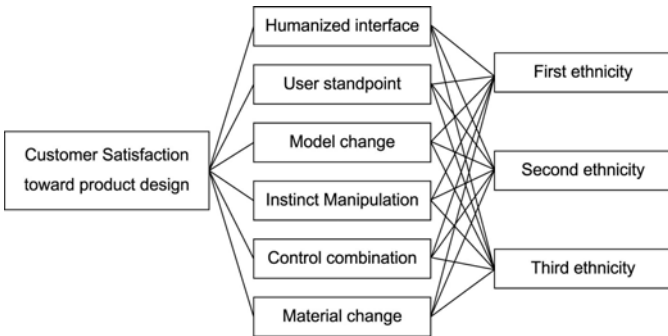 Customer Satisfaction
toward product design
Humanized interface
User standpoint
Model change
Instinct Manipulation
Control combination
Material change
First ethnicity
Second ethnicity
Third ethnicity